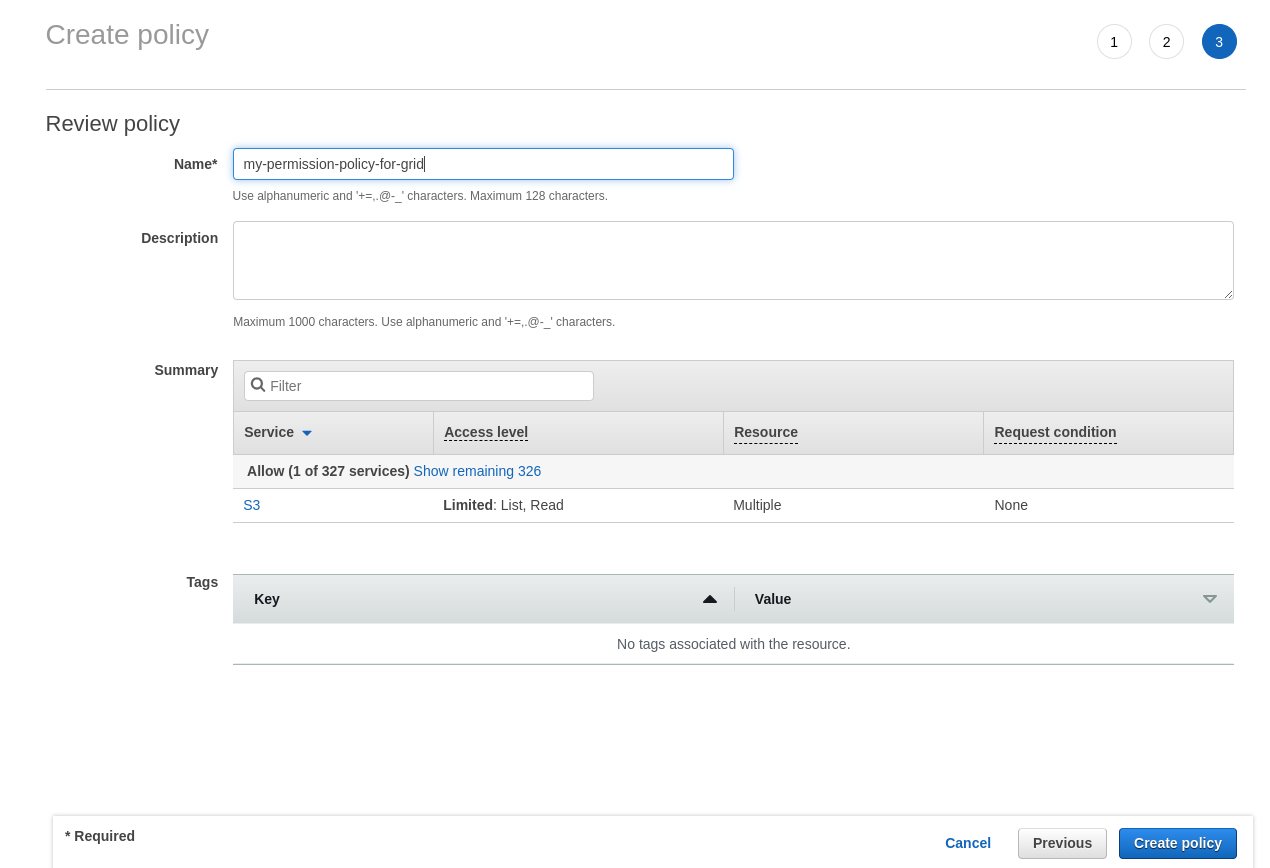 Create policy
1 2 3
Review policy
Name* my-permission-policy-for-grid
Use alphanumeric and '+=,.@-_' characters. Maximum 128 characters.
Description
Maximum 1000 characters. Use alphanumeric and '+=,.@-_' characters.
Summary Filter
Service Access level Resource Request condition
Allow (1 of 327 services) Show remaining 326
S3 Limited: List, Read Multiple None
Tags
Key Value
No tags associated with the resource.
* Required
Cancel Previous Create policy